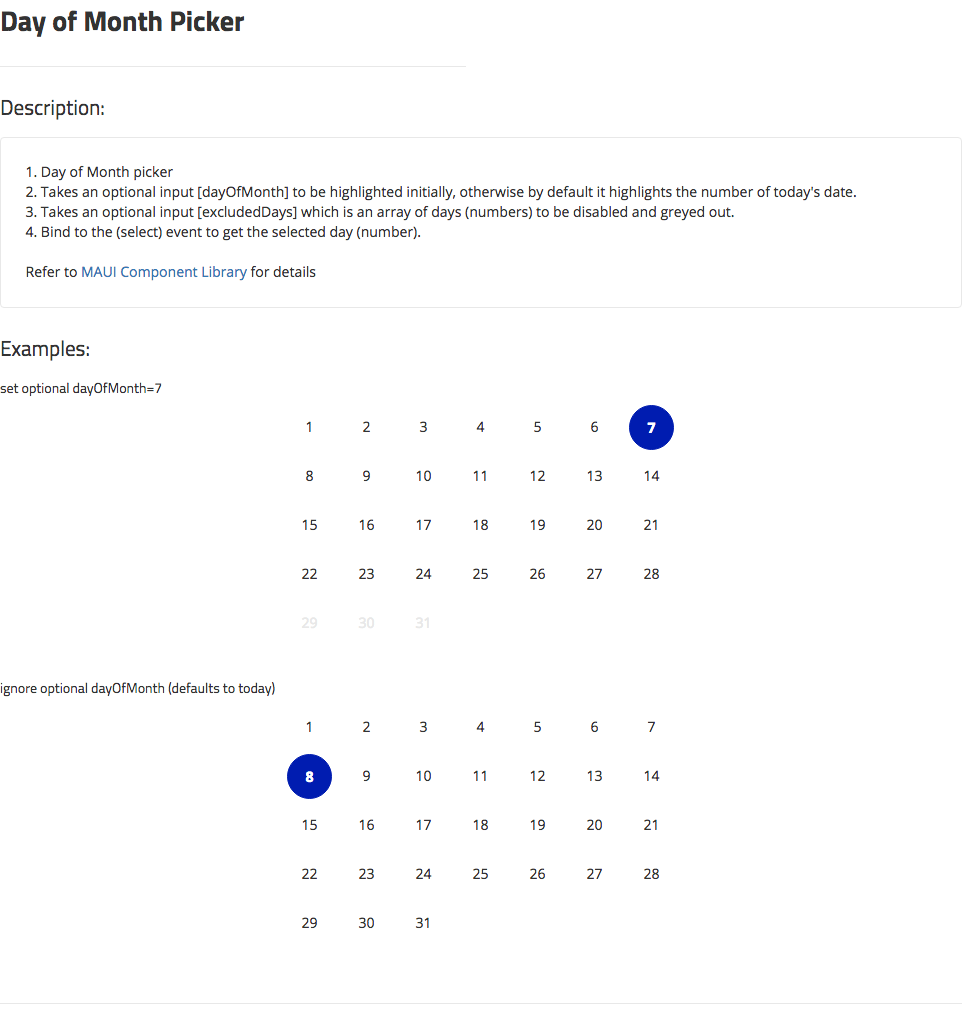 Day of Month Picker
Description:
1. Day of Month picker
2. Takes an optional input [dayOfMonth] to be highlighted initially, otherwise by default it highlights the number of today's date.
3. Takes an optional input [excludedDays] which is an array of days (numbers) to be disabled and greyed out.
4. Bind to the (select) event to get the selected day (number).
Refer to MAUI Component Library for details
Examples:
set optional dayOfMonth=7
1 2 3 4 5 6 7
8 9 10 11 12 13 14
15 16 17 18 19 20 21
22 23 24 25 26 27 28
29 30 31
ignore optional dayOfMonth (defaults to today)
1 2 3 4 5 6 7
8 9 10 11 12 13 14
15 16 17 18 19 20 21
22 23 24 25 26 27 28
29 30 31